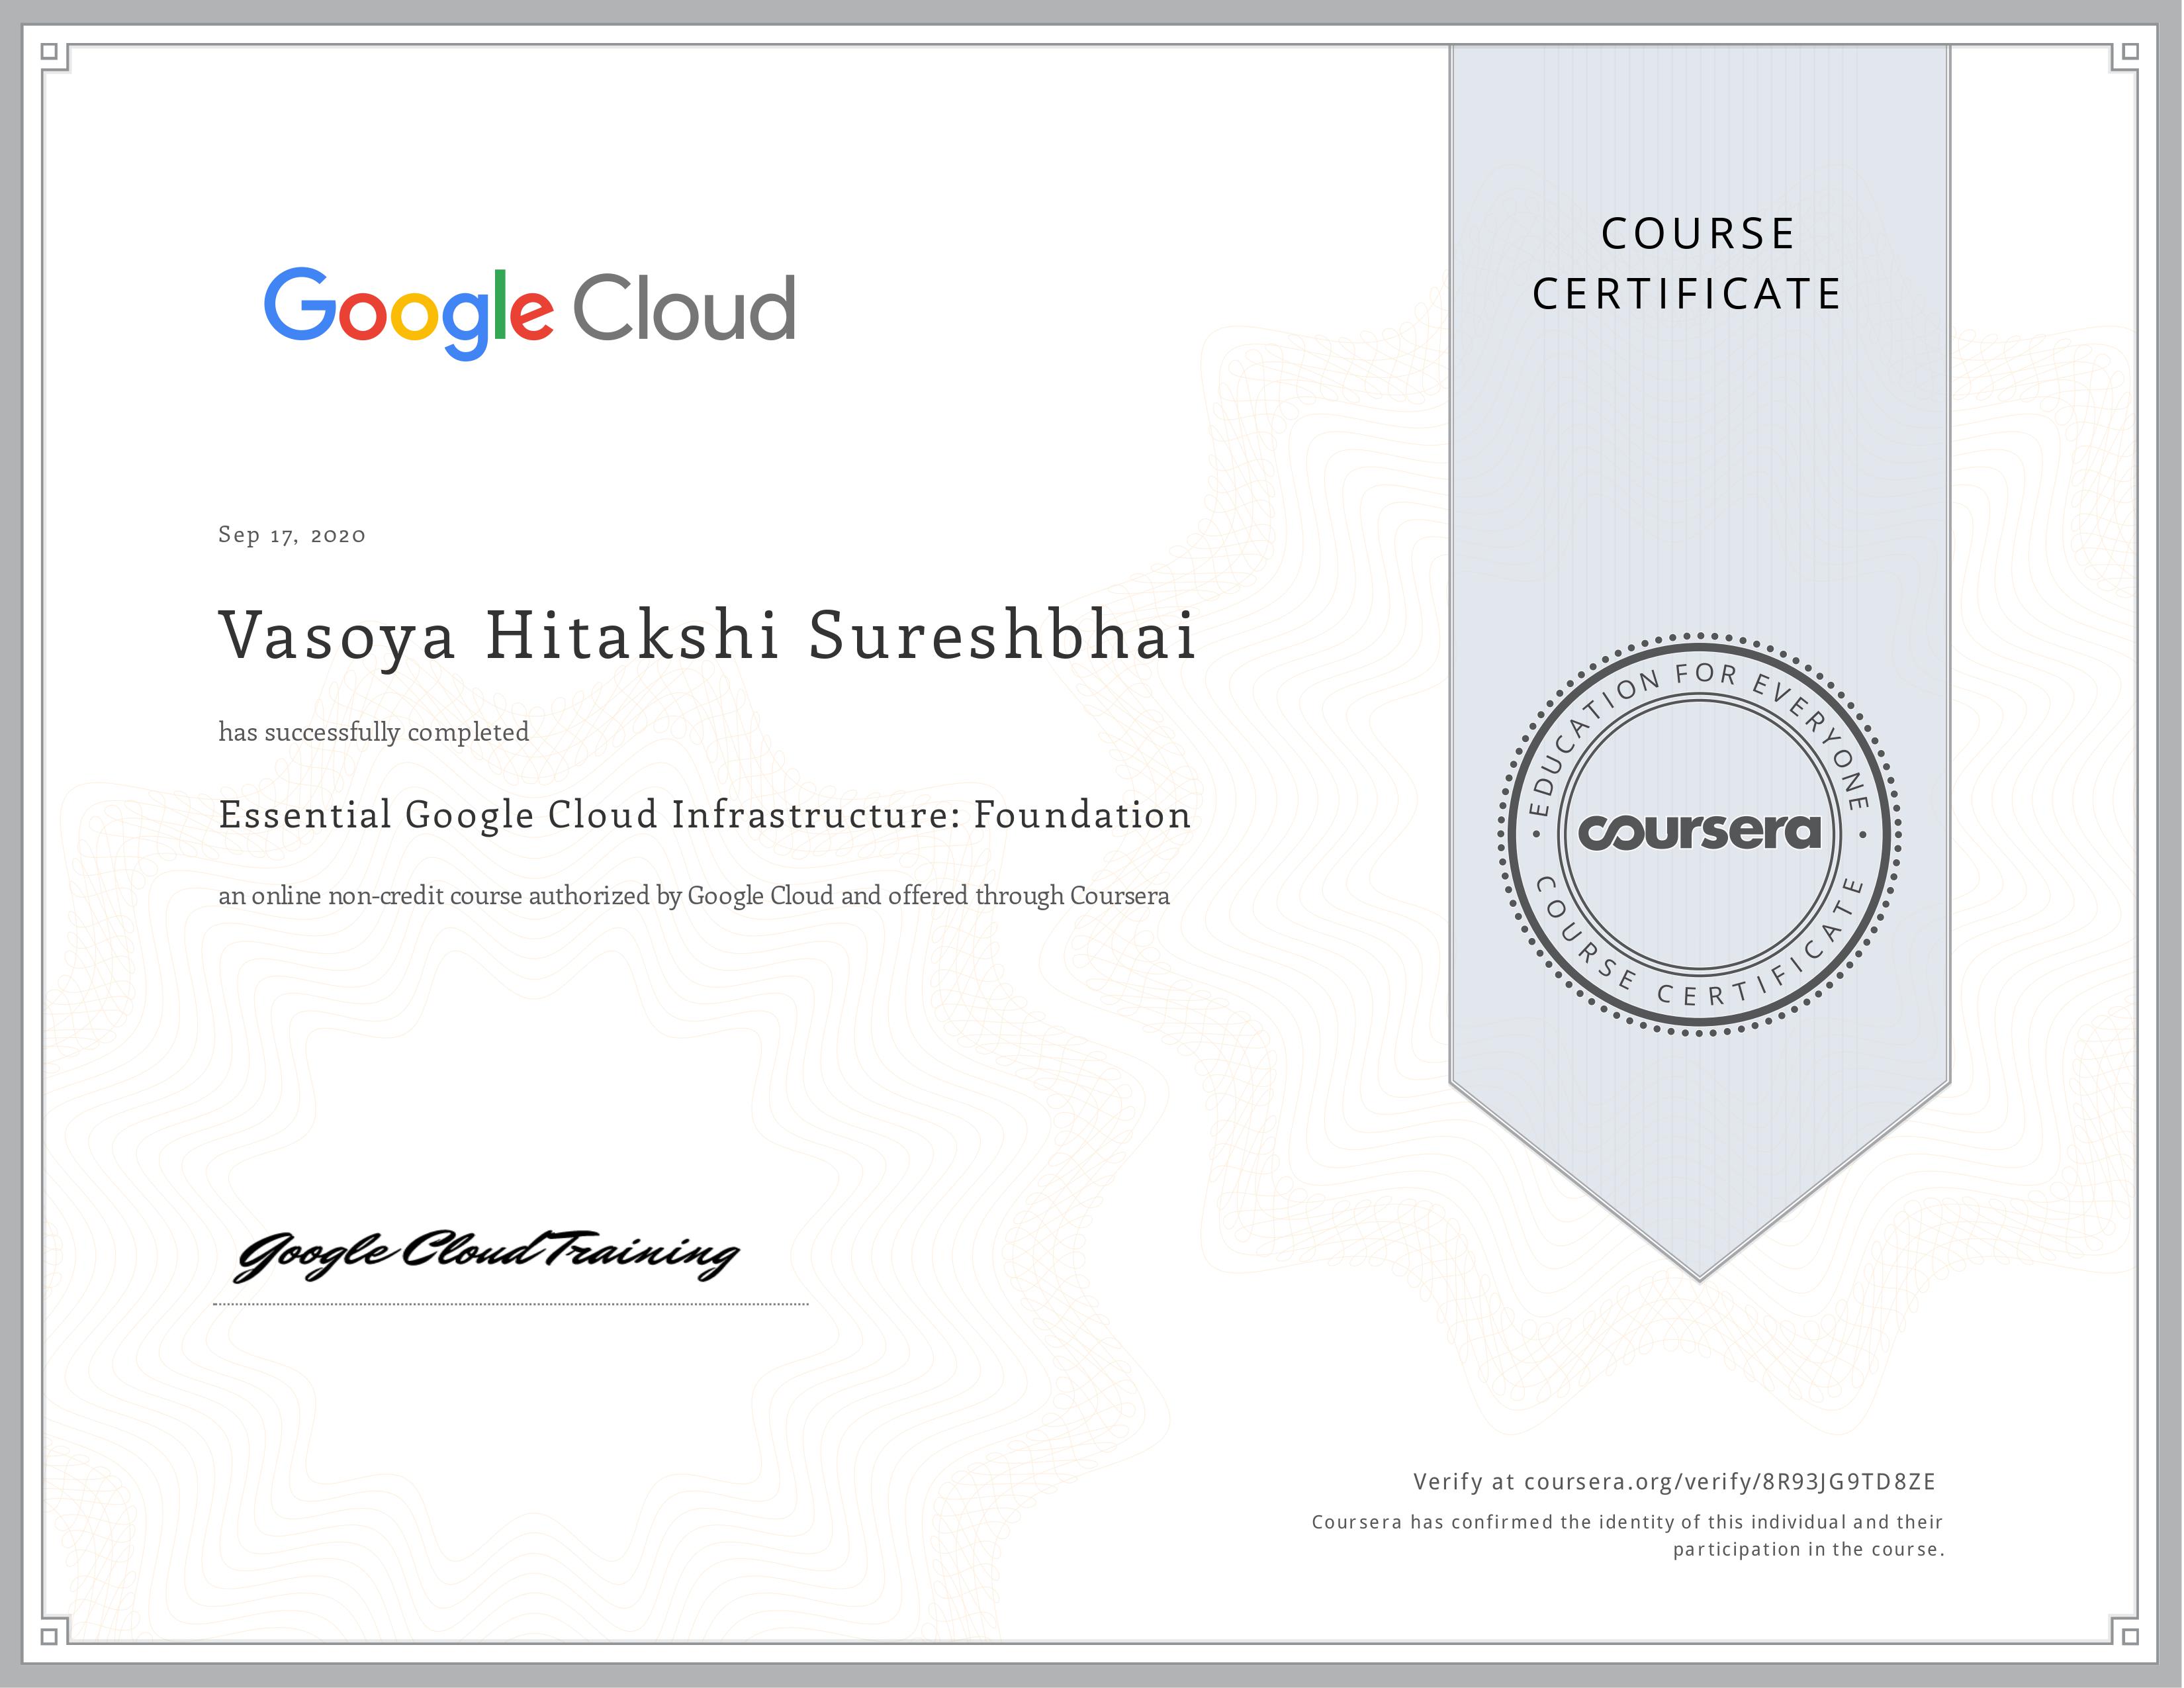 Google Cloud
COURSE
CERTIFICATE
Sep 17, 2020
Vasoya Hitakshi Sureshbhai
has successfully completed
Essential Google Cloud Infrastructure: Foundation
an online non-credit course authorized by Google Cloud and offered through Coursera
EDUCATION FOR EVERYONE
coursera
COURSE CERTIFICATE
Google Cloud Training
Verify at coursera.org/verify/8R93JG9TD8ZE
Coursera has confirmed the identity of this individual and their
participation in the course.